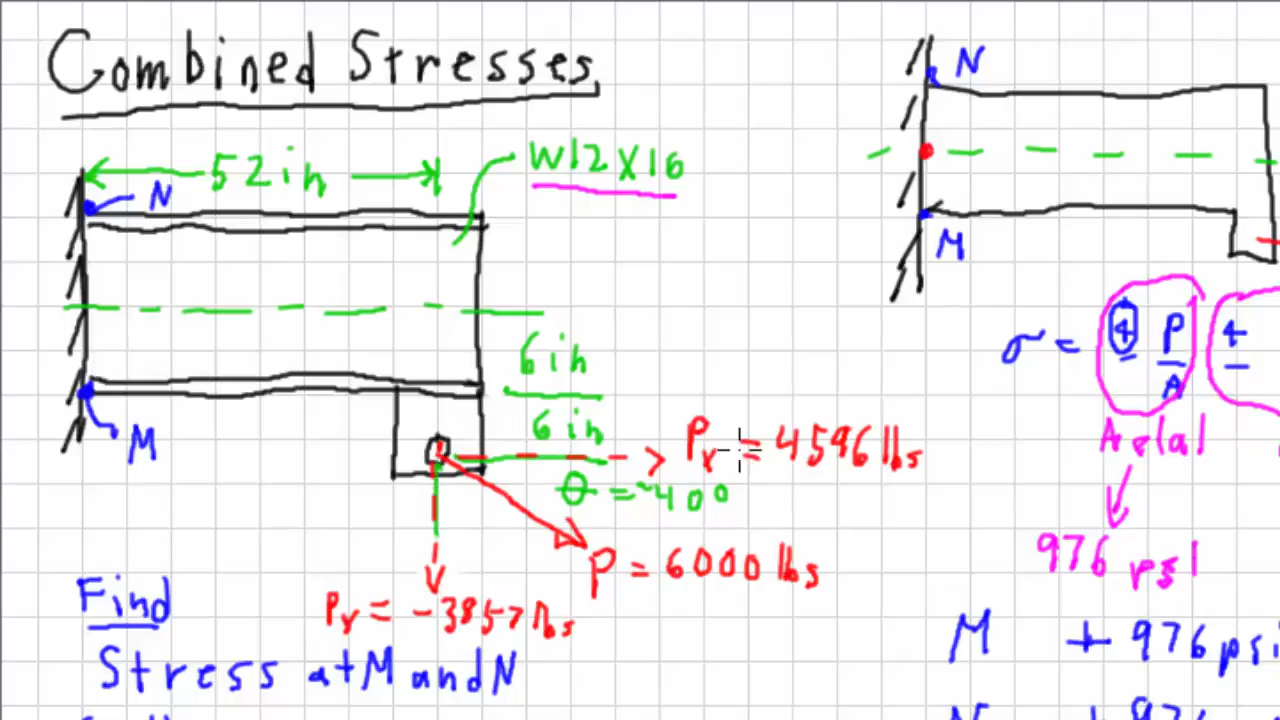 Combined Stresses
52 in
W12X16
N
M
6 in
6 in
Px = 4596 lbs
θ = -40°
P = 6000 lbs
Py = -3857 lbs
Find
Stress at M and N
N
M
σ = + P/A +
Axial
976 psi
M + 976 psi
N + 976